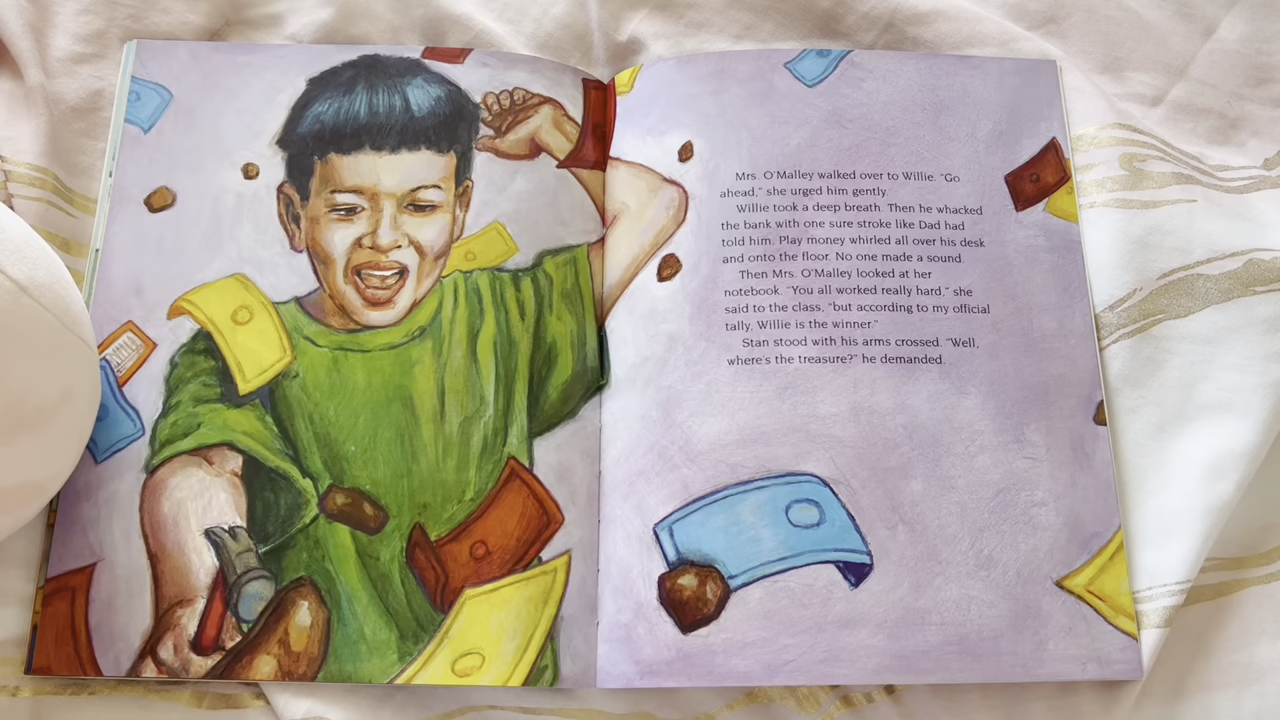 Mrs. O'Malley walked over to Willie. "Go
ahead," she urged him gently.
Willie took a deep breath. Then he whacked
the bank with one sure stroke like Dad had
told him. Play money whirled all over his desk
and onto the floor. No one made a sound.
Then Mrs. O'Malley looked at her
notebook. "You all worked really hard," she
said to the class, "but according to my official
tally, Willie is the winner."
Stan stood with his arms crossed. "Well,
where's the treasure?" he demanded.